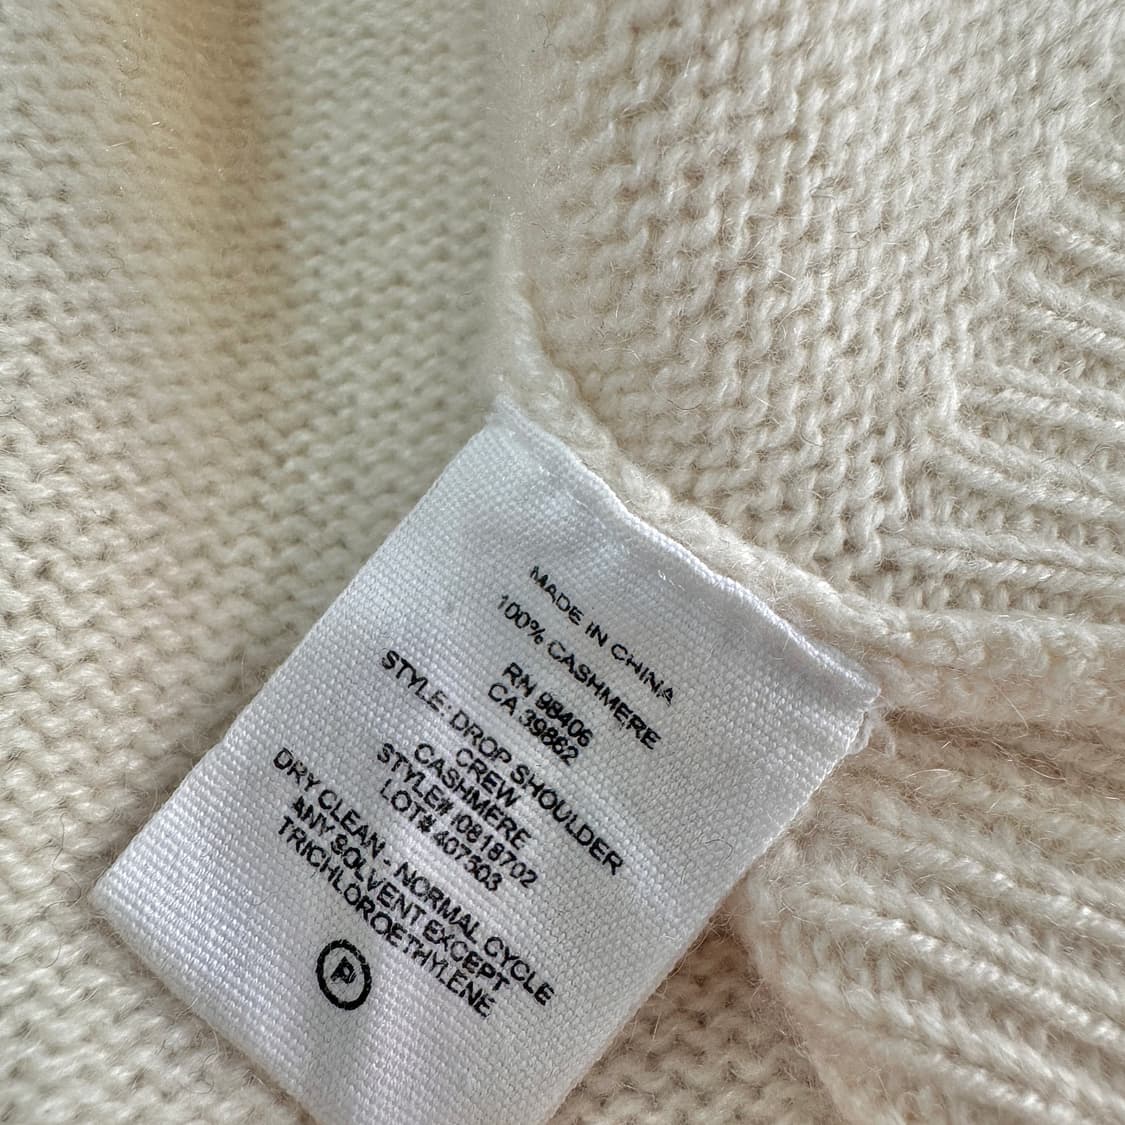 MADE IN CHINA
100% CASHMERE
RN 98406
CA 39862
STYLE: DROP SHOULDER
CREW
CASHMERE
STYLE# I0818702
LOT# 407503
DRY CLEAN - NORMAL CYCLE
ANY SOLVENT EXCEPT
TRICHLOROETHYLENE
P